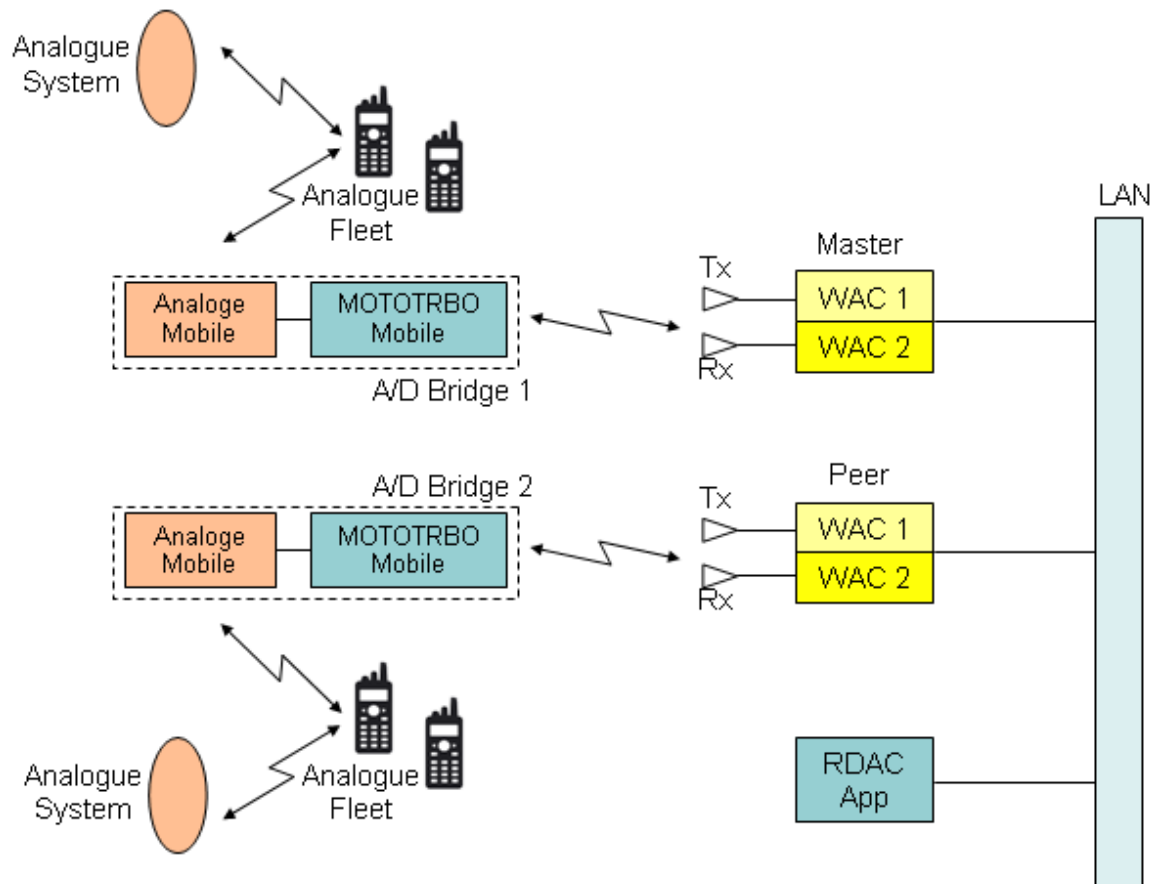 Analogue
System
Analogue
Fleet
LAN
Master
Tx
WAC 1
Analoge
Mobile
MOTOTRBO
Mobile
WAC 2
Rx
A/D Bridge 1
A/D Bridge 2
Peer
Tx
WAC 1
Analoge
Mobile
MOTOTRBO
Mobile
WAC 2
Rx
Analogue
System
Analogue
Fleet
RDAC
App